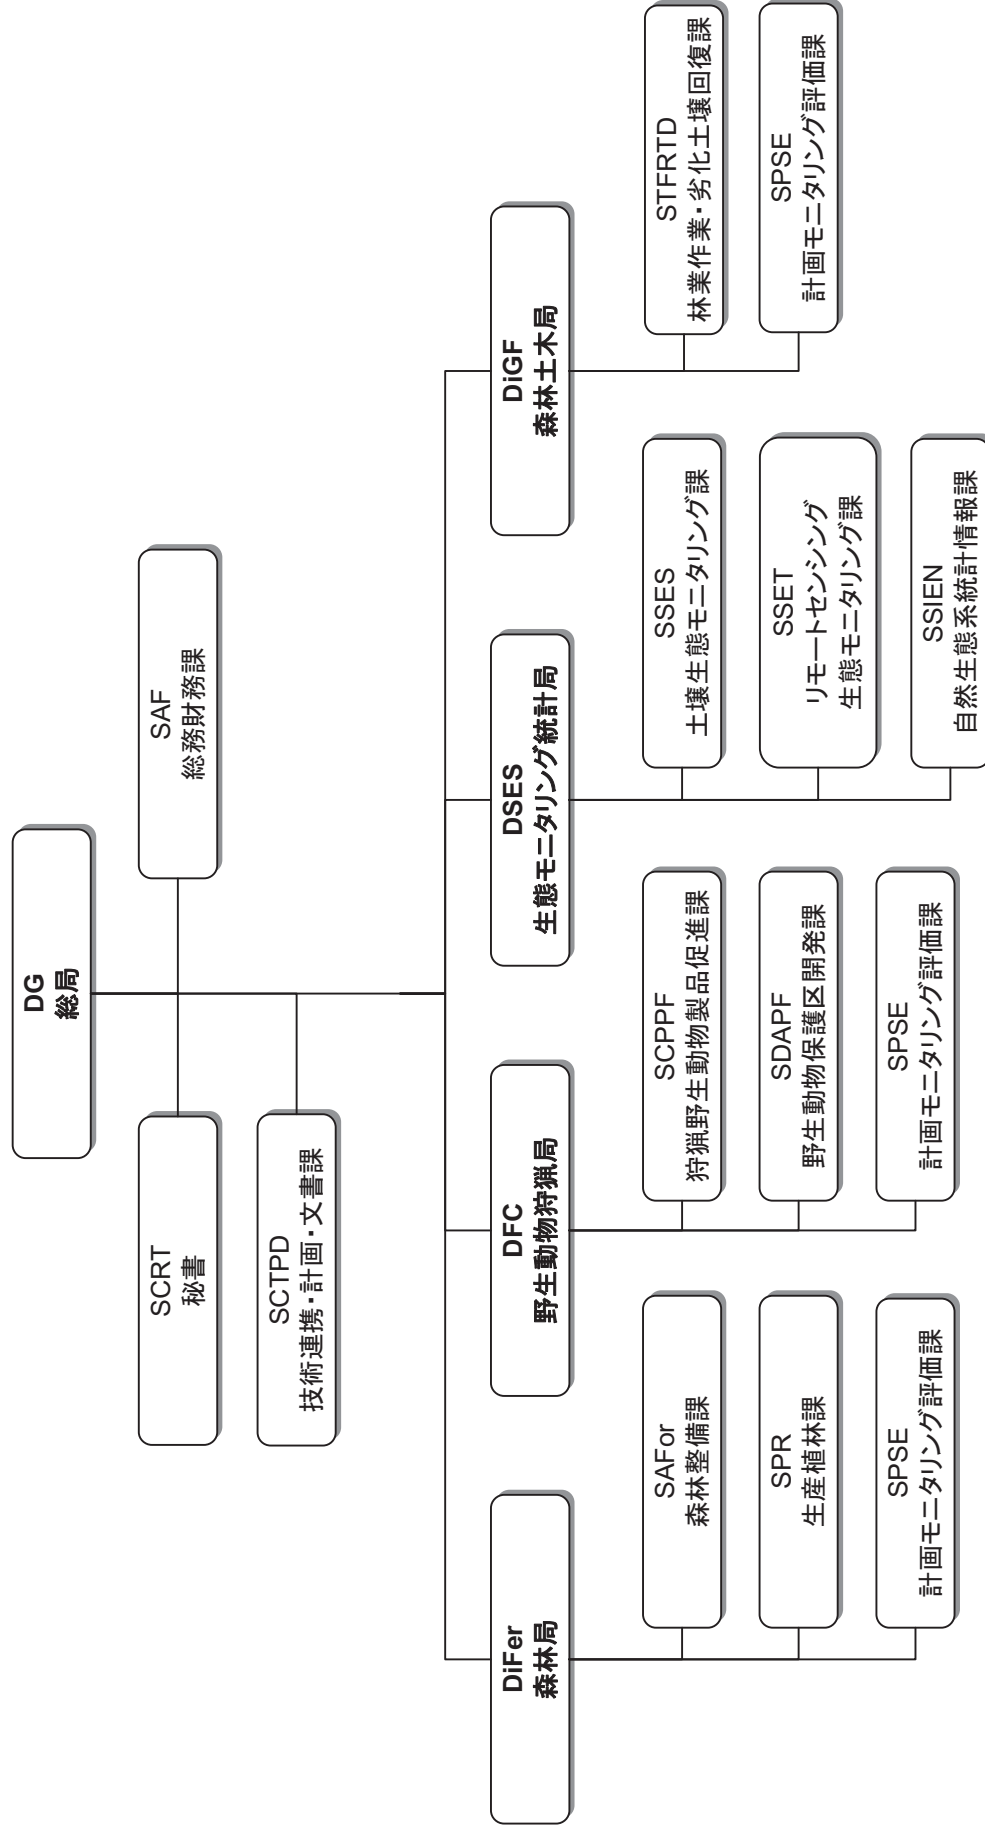 DG
総局
SCRT
秘書
SAF
総務財務課
SCTPD
技術連携・計画・文書課
DiFer
森林局
DFC
野生動物狩猟局
DSES
生態モニタリング統計局
DiGF
森林土木局
SAFor
森林整備課
SPR
生産植林課
SPSE
計画モニタリング評価課
SCPPF
狩猟野生動物製品促進課
SDAPF
野生動物保護区開発課
SPSE
計画モニタリング評価課
SSES
土壌生態モニタリング課
SSET
リモートセンシング
生態モニタリング課
SSIEN
自然生態系統計情報課
STFRTD
林業作業・劣化土壌回復課
SPSE
計画モニタリング評価課